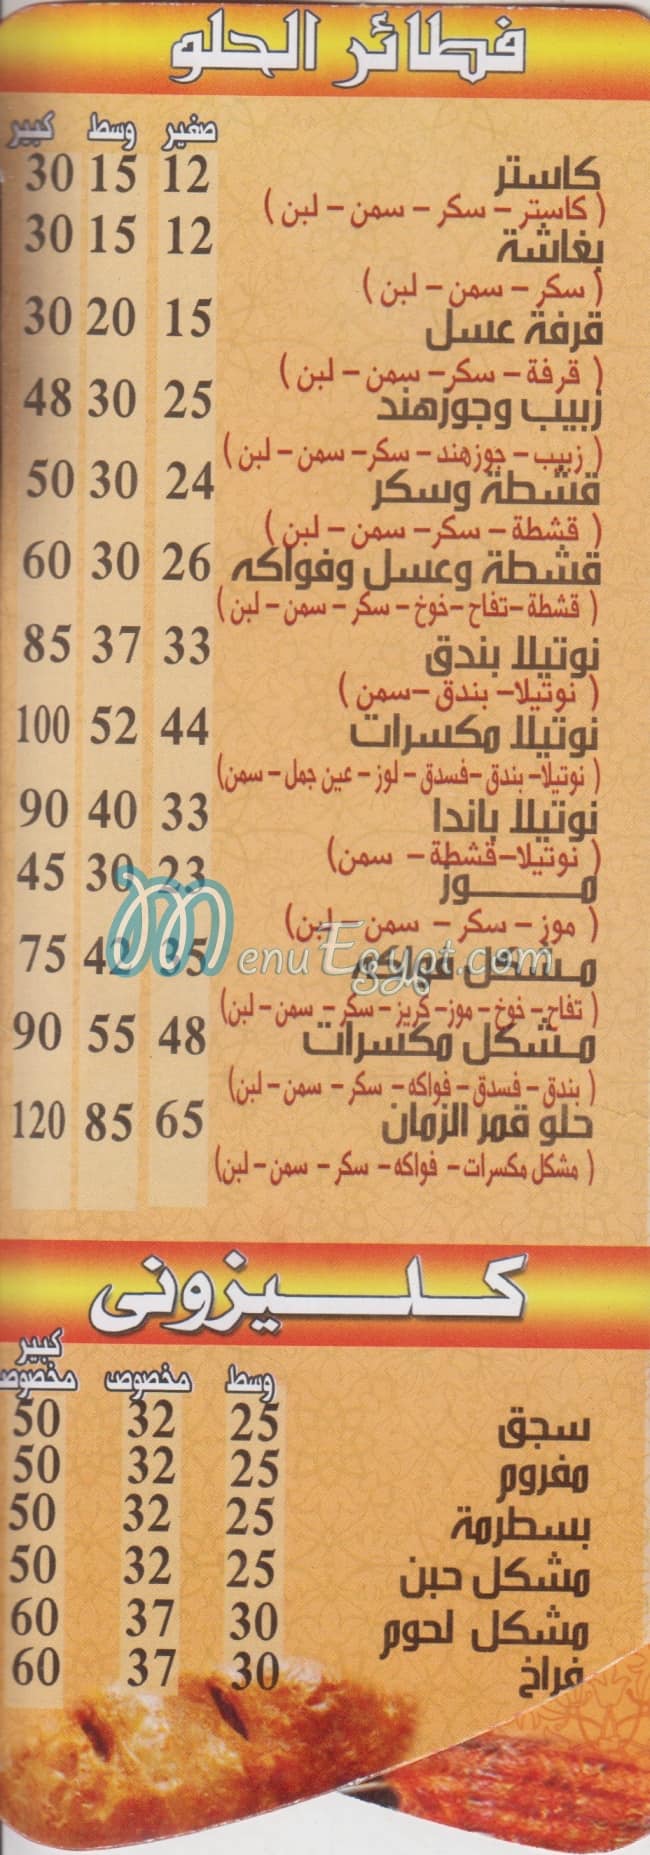 فطائر الحلو
صغير وسط كبير
كاستر 12 15 30
( كاستر – سكر – سمن – لبن )
بغاشة 12 15 30
( سكر – سمن – لبن )
قرفة عسل 15 20 30
( قرفة – سكر – سمن – لبن )
زبيب وجوزهند 25 30 48
( زبيب – جوزهند – سكر – سمن – لبن )
قشطة وسكر 24 30 50
( قشطة – سكر – سمن – لبن )
قشطة وعسل وفواكه 26 30 60
( قشطة – تفاح – خوخ – سكر – سمن – لبن )
نوتيلا بندق 33 37 85
( نوتيلا – بندق – سمن )
نوتيلا مكسرات 44 52 100
( نوتيلا – بندق – فسدق – لوز – عين جمل – سمن)
نوتيلا باندا 33 40 90
( نوتيلا – قشطة – سمن)
مـــوز 23 30 45
( موز – سكر – سمن – لبن)
مشكل فواكه 35 42 75
MenuEgypt.com
( تفاح – خوخ – موز – كريز – سكر – سمن – لبن)
مشكل مكسرات 48 55 90
( بندق – فسدق – فواكه – سكر – سمن – لبن)
حلو قمر الزمان 65 85 120
( مشكل مكسرات – فواكه – سكر – سمن – لبن)
كـلـــيزونى
وسط مخصوص كبير مخصوص
سجق 25 32 50
مفروم 25 32 50
بسطرمة 25 32 50
مشكل جبن 25 32 50
مشكل لحوم 30 37 60
فراخ 30 37 60